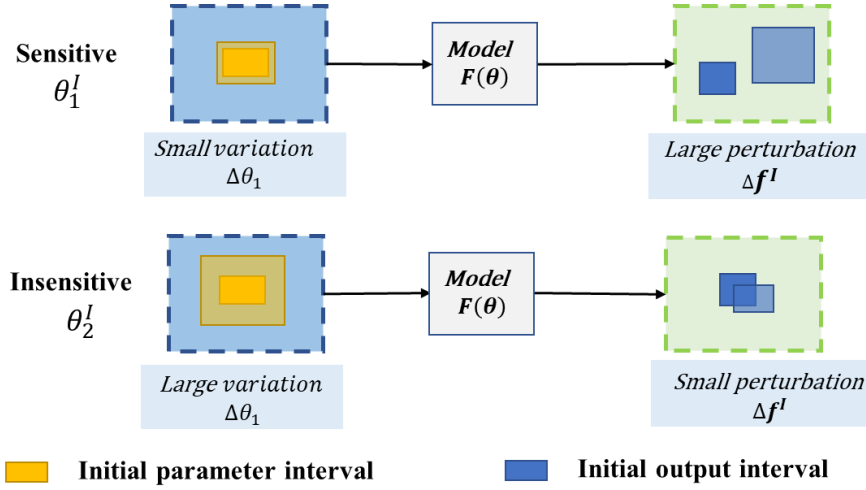 Sensitive
θ₁ᴵ
Small variation
Δθ₁
Model
F(θ)
Large perturbation
Δfᴵ
Insensitive
θ₂ᴵ
Large variation
Δθ₁
Model
F(θ)
Small perturbation
Δfᴵ
Initial parameter interval
Initial output interval